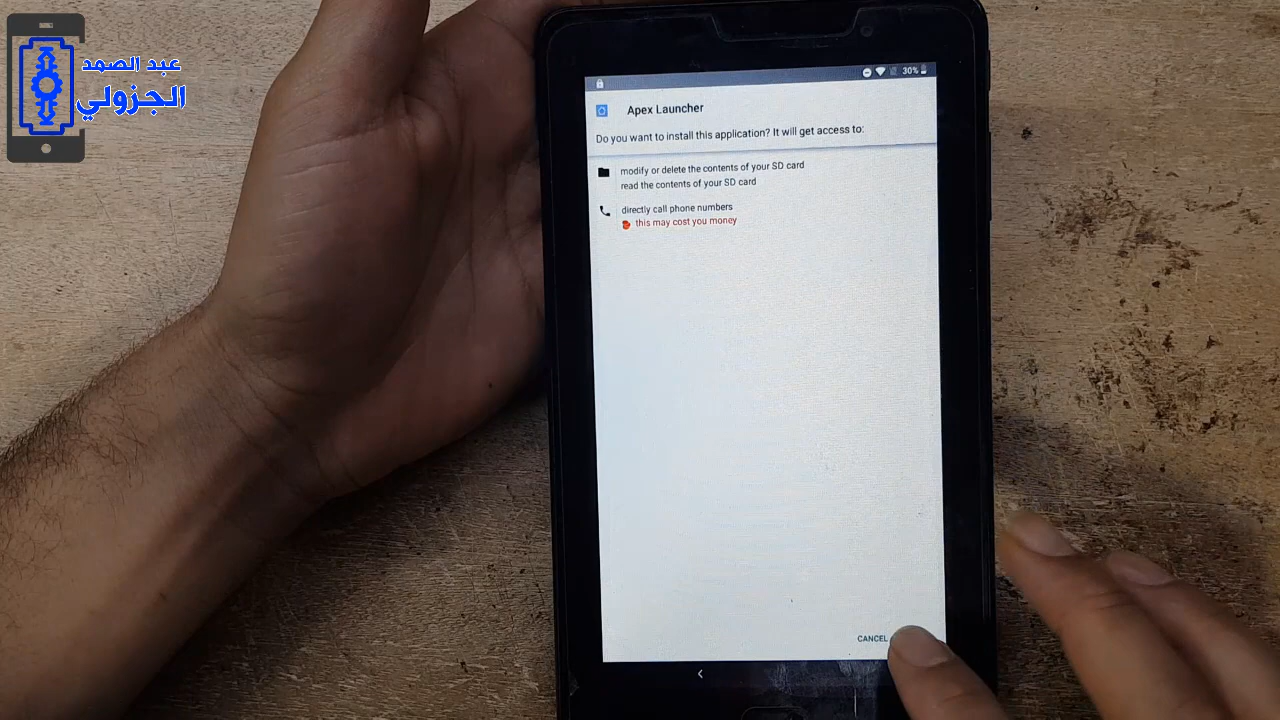 عبد الصمد
الجزولي
30%
Apex Launcher
Do you want to install this application? It will get access to:
modify or delete the contents of your SD card
read the contents of your SD card
directly call phone numbers
this may cost you money
CANCEL